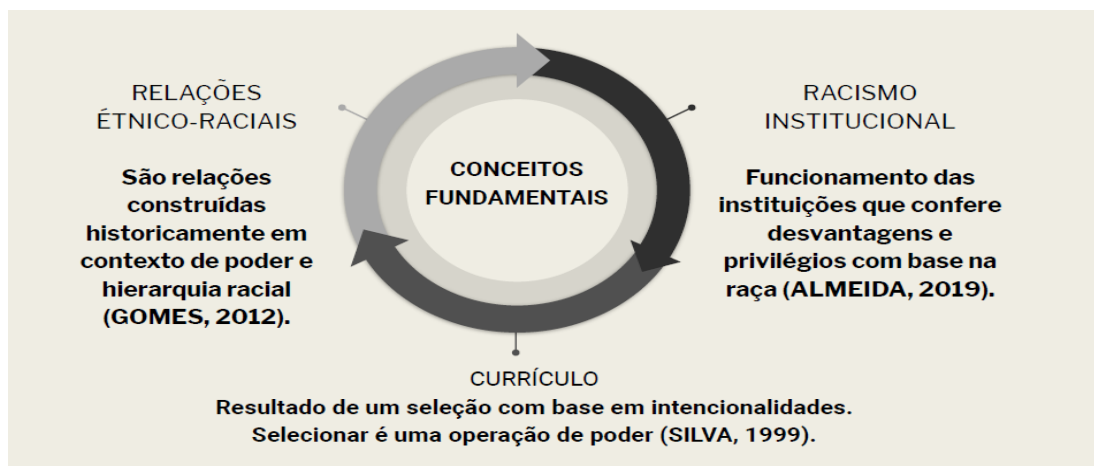 RELAÇÕES
ÉTNICO-RACIAIS
São relações
construídas
historicamente em
contexto de poder e
hierarquia racial
(GOMES, 2012).
CONCEITOS
FUNDAMENTAIS
RACISMO
INSTITUCIONAL
Funcionamento das
instituições que confere
desvantagens e
privilégios com base na
raça (ALMEIDA, 2019).
CURRÍCULO
Resultado de um seleção com base em intencionalidades.
Selecionar é uma operação de poder (SILVA, 1999).